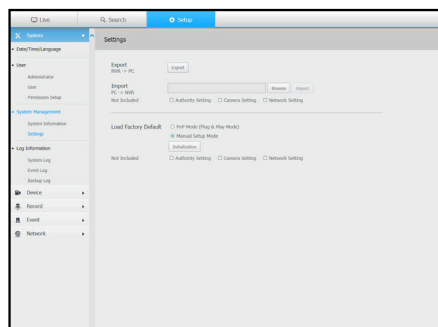 Live
Search
Setup
System
Settings
Date/Time/Language
User
Administrator
User
Permission Setup
System Management
System Information
Settings
Log Information
System Log
Event Log
Backup Log
Device
Record
Event
Network
Export
NVR -> PC
Export
Import
PC -> NVR
Browse
Import
Not Included
Authority Setting
Camera Setting
Network Setting
Load Factory Default
PnP Mode (Plug & Play Mode)
Manual Setup Mode
Initialization
Not Included
Authority Setting
Camera Setting
Network Setting